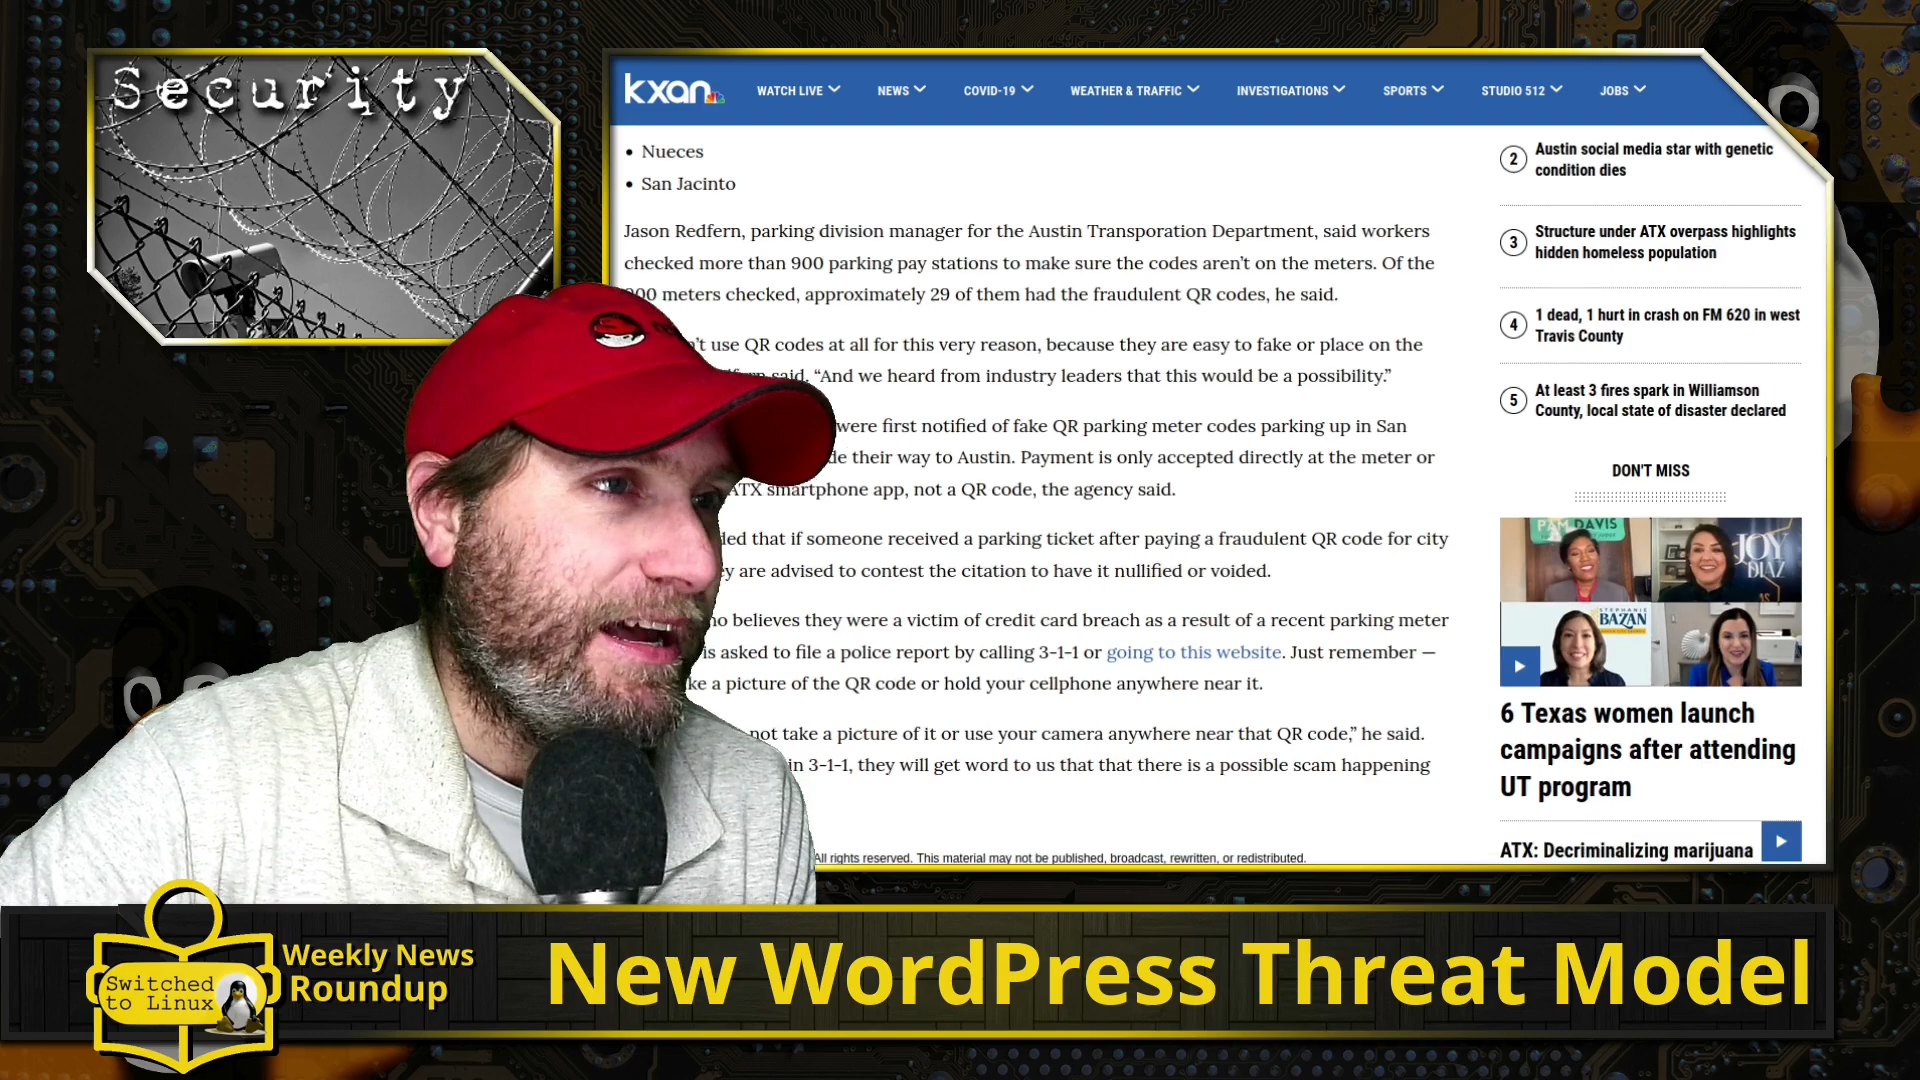 Security
kxan
WATCH LIVE NEWS COVID-19 WEATHER & TRAFFIC INVESTIGATIONS SPORTS STUDIO 512 JOBS
• Nueces
• San Jacinto
Jason Redfern, parking division manager for the Austin Transporation Department, said workers
checked more than 900 parking pay stations to make sure the codes aren't on the meters. Of the
900 meters checked, approximately 29 of them had the fraudulent QR codes, he said.
use QR codes at all for this very reason, because they are easy to fake or place on the
said. “And we heard from industry leaders that this would be a possibility.”
were first notified of fake QR parking meter codes parking up in San
their way to Austin. Payment is only accepted directly at the meter or
ATX smartphone app, not a QR code, the agency said.
that if someone received a parking ticket after paying a fraudulent QR code for city
are advised to contest the citation to have it nullified or voided.
believes they were a victim of credit card breach as a result of a recent parking meter
is asked to file a police report by calling 3-1-1 or going to this website. Just remember —
a picture of the QR code or hold your cellphone anywhere near it.
not take a picture of it or use your camera anywhere near that QR code,” he said.
in 3-1-1, they will get word to us that that there is a possible scam happening
All rights reserved. This material may not be published, broadcast, rewritten, or redistributed.
2 Austin social media star with genetic
condition dies
3 Structure under ATX overpass highlights
hidden homeless population
4 1 dead, 1 hurt in crash on FM 620 in west
Travis County
5 At least 3 fires spark in Williamson
County, local state of disaster declared
DON'T MISS
PAM DAVIS
JOY
DIAZ
STEPHANIE
BAZAN
6 Texas women launch
campaigns after attending
UT program
ATX: Decriminalizing marijuana
Switched
to Linux
Weekly News
Roundup
New WordPress Threat Model